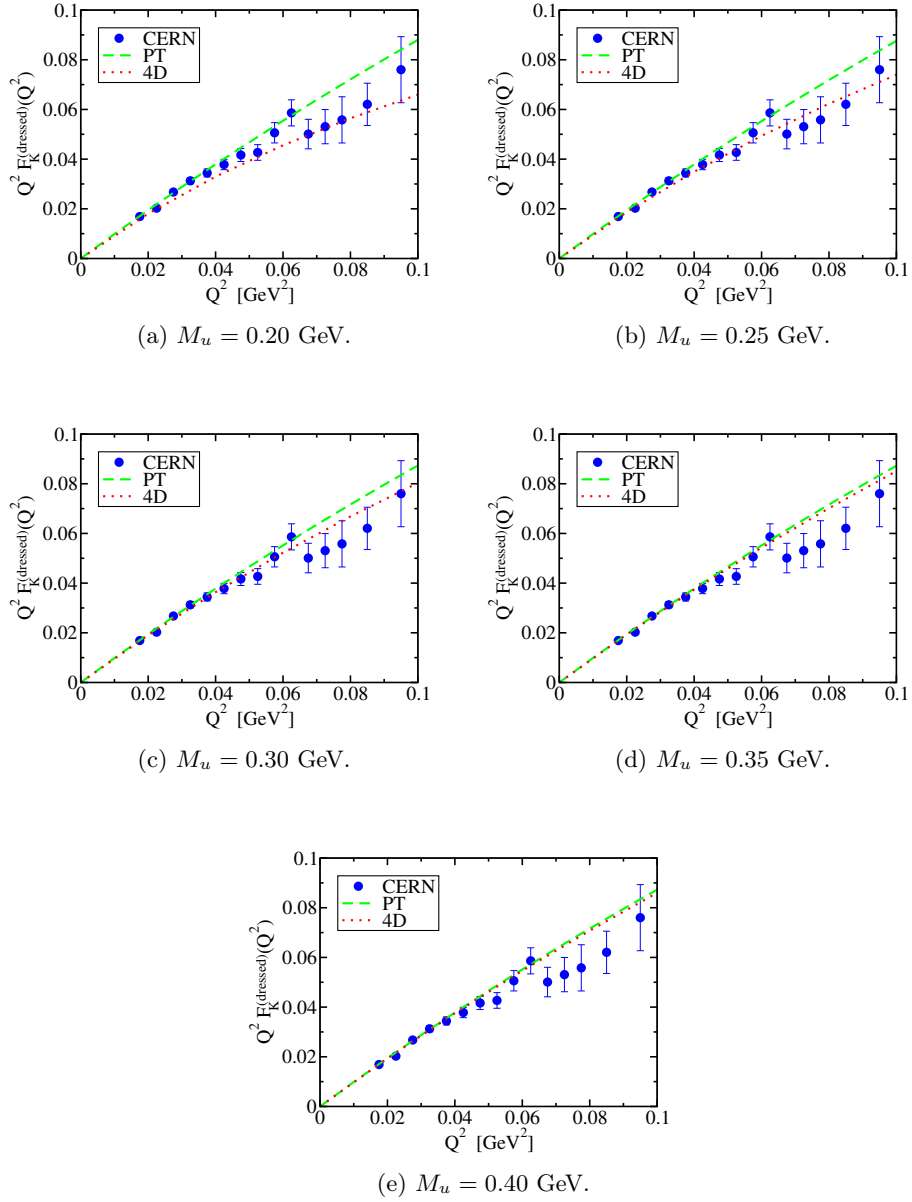 0.1
0.08
0.06
0.04
0.02
0
Q² F_K^(dressed)(Q²)
CERN
PT
4D
0 0.02 0.04 0.06 0.08 0.1
Q² [GeV²]
(a) M_u = 0.20 GeV.
0.1
0.08
0.06
0.04
0.02
0
Q² F_K^(dressed)(Q²)
CERN
PT
4D
0 0.02 0.04 0.06 0.08 0.1
Q² [GeV²]
(b) M_u = 0.25 GeV.
0.1
0.08
0.06
0.04
0.02
0
Q² F_K^(dressed)(Q²)
CERN
PT
4D
0 0.02 0.04 0.06 0.08 0.1
Q² [GeV²]
(c) M_u = 0.30 GeV.
0.1
0.08
0.06
0.04
0.02
0
Q² F_K^(dressed)(Q²)
CERN
PT
4D
0 0.02 0.04 0.06 0.08 0.1
Q² [GeV²]
(d) M_u = 0.35 GeV.
0.1
0.08
0.06
0.04
0.02
0
Q² F_K^(dressed)(Q²)
CERN
PT
4D
0 0.02 0.04 0.06 0.08 0.1
Q² [GeV²]
(e) M_u = 0.40 GeV.